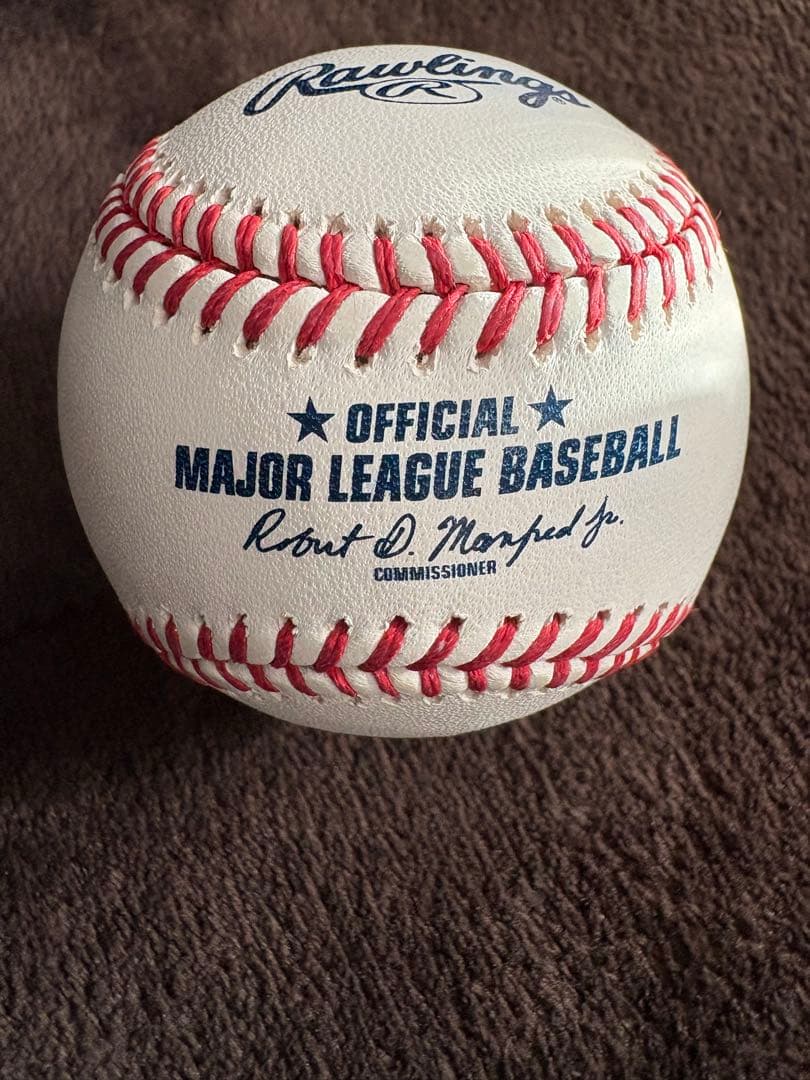 Rawlings®
R
★ OFFICIAL ★
MAJOR LEAGUE BASEBALL
Robert D. Manfred Jr.
COMMISSIONER